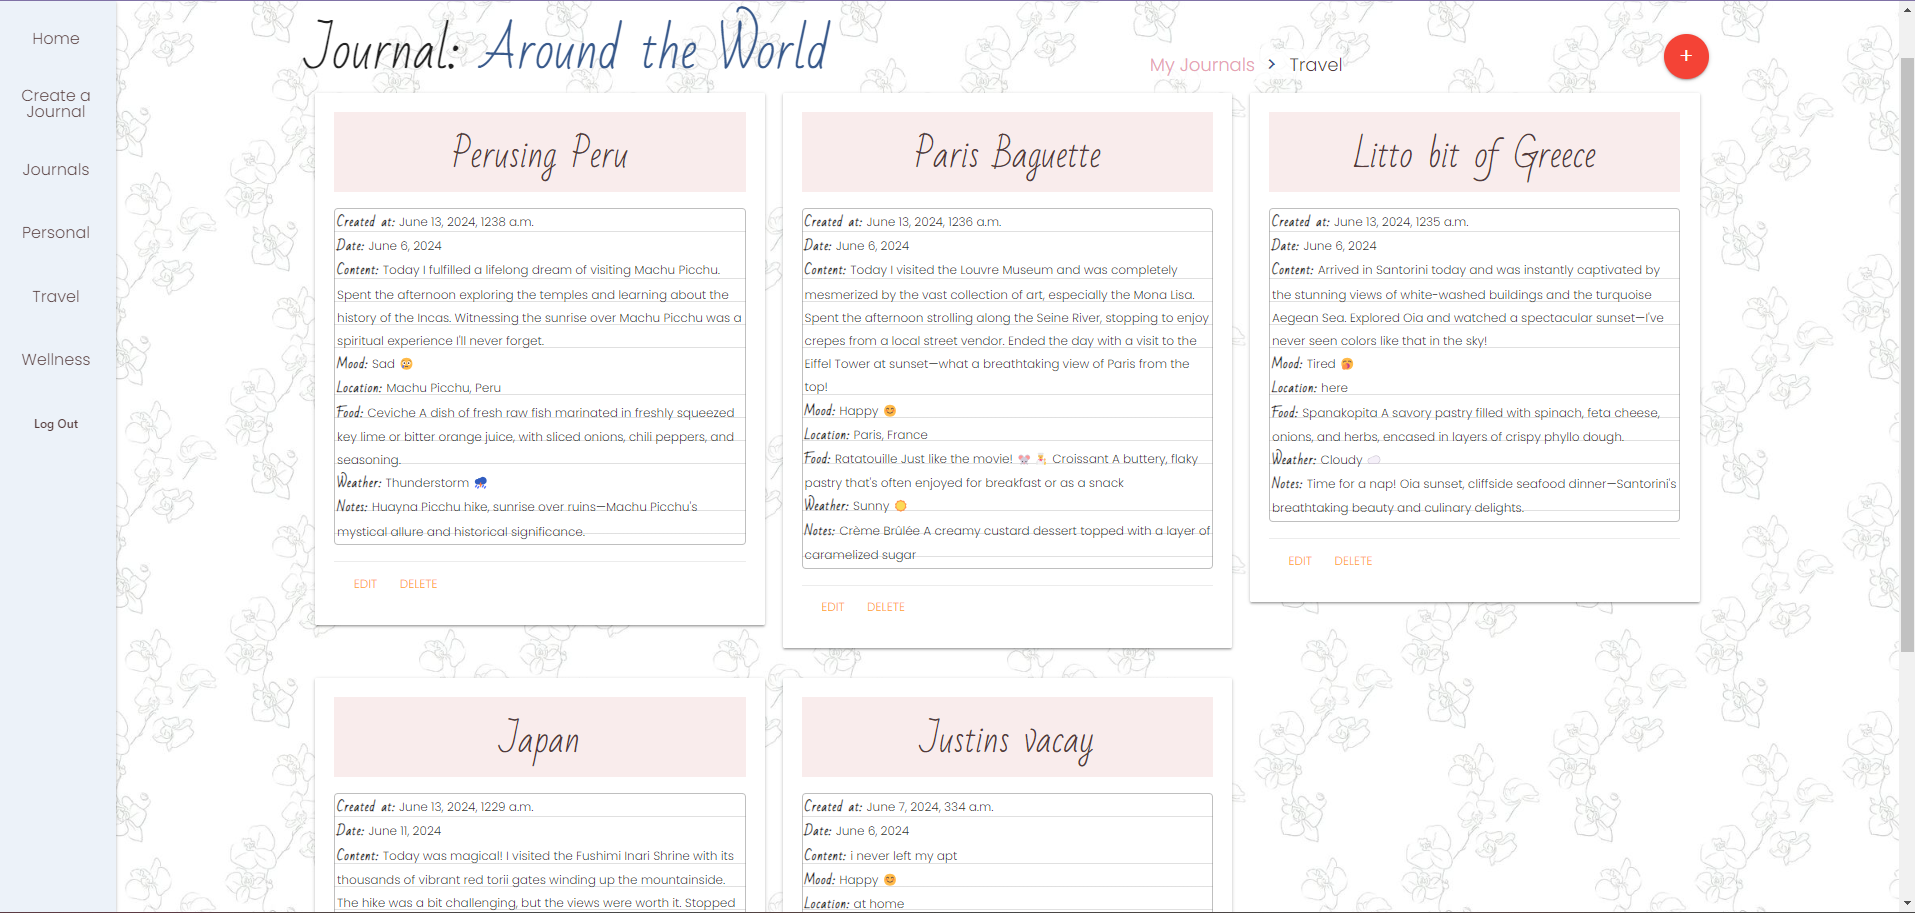 Home
Create a
Journal
Journals
Personal
Travel
Wellness
Log Out
Journal: Around the World
My Journals > Travel
+
Perusing Peru
Created at: June 13, 2024, 1238 a.m.
Date: June 6, 2024
Content: Today I fulfilled a lifelong dream of visiting Machu Picchu.
Spent the afternoon exploring the temples and learning about the
history of the Incas. Witnessing the sunrise over Machu Picchu was a
spiritual experience I'll never forget.
Mood: Sad 😢
Location: Machu Picchu, Peru
Food: Ceviche A dish of fresh raw fish marinated in freshly squeezed
key lime or bitter orange juice, with sliced onions, chili peppers, and
seasoning.
Weather: Thunderstorm ⛈️
Notes: Huayna Picchu hike, sunrise over ruins—Machu Picchu's
mystical allure and historical significance.
EDIT DELETE
Paris Baguette
Created at: June 13, 2024, 1236 a.m.
Date: June 6, 2024
Content: Today I visited the Louvre Museum and was completely
mesmerized by the vast collection of art, especially the Mona Lisa.
Spent the afternoon strolling along the Seine River, stopping to enjoy
crepes from a local street vendor. Ended the day with a visit to the
Eiffel Tower at sunset—what a breathtaking view of Paris from the
top!
Mood: Happy 😊
Location: Paris, France
Food: Ratatouille Just like the movie! 🐭 Croissant A buttery, flaky
pastry that's often enjoyed for breakfast or as a snack
Weather: Sunny ☀️
Notes: Crème Brûlée A creamy custard dessert topped with a layer of
caramelized sugar
EDIT DELETE
Litto bit of Greece
Created at: June 13, 2024, 1235 a.m.
Date: June 6, 2024
Content: Arrived in Santorini today and was instantly captivated by
the stunning views of white-washed buildings and the turquoise
Aegean Sea. Explored Oia and watched a spectacular sunset—I've
never seen colors like that in the sky!
Mood: Tired 🥱
Location: here
Food: Spanakopita A savory pastry filled with spinach, feta cheese,
onions, and herbs, encased in layers of crispy phyllo dough.
Weather: Cloudy ☁️
Notes: Time for a nap! Oia sunset, cliffside seafood dinner—Santorini's
breathtaking beauty and culinary delights.
EDIT DELETE
Japan
Created at: June 13, 2024, 1229 a.m.
Date: June 11, 2024
Content: Today was magical! I visited the Fushimi Inari Shrine with its
thousands of vibrant red torii gates winding up the mountainside.
The hike was a bit challenging, but the views were worth it. Stopped
Justins vacay
Created at: June 7, 2024, 334 a.m.
Date: June 6, 2024
Content: i never left my apt
Mood: Happy 😊
Location: at home